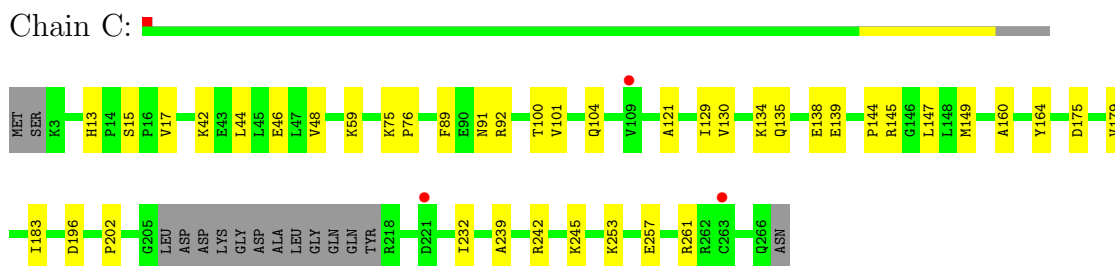 Chain C:
MET SER K3 H13 P14 S15 P16 V17 K42 E43 L44 L45 E46 L47 V48 K59 K75 P76 F89 E90 N91 R92 T100 V101 Q104 V109 A121 I129 V130 K134 Q135 E138 E139 P144 R145 G146 L147 L148 M149 A160 Y164 D175
I183 D196 P202 G205 LEU ASP ASP LYS GLY ASP ALA LEU GLY GLN GLN TYR R218 D221 I232 A239 R242 K245 K253 E257 R261 R262 C263 Q266 ASN